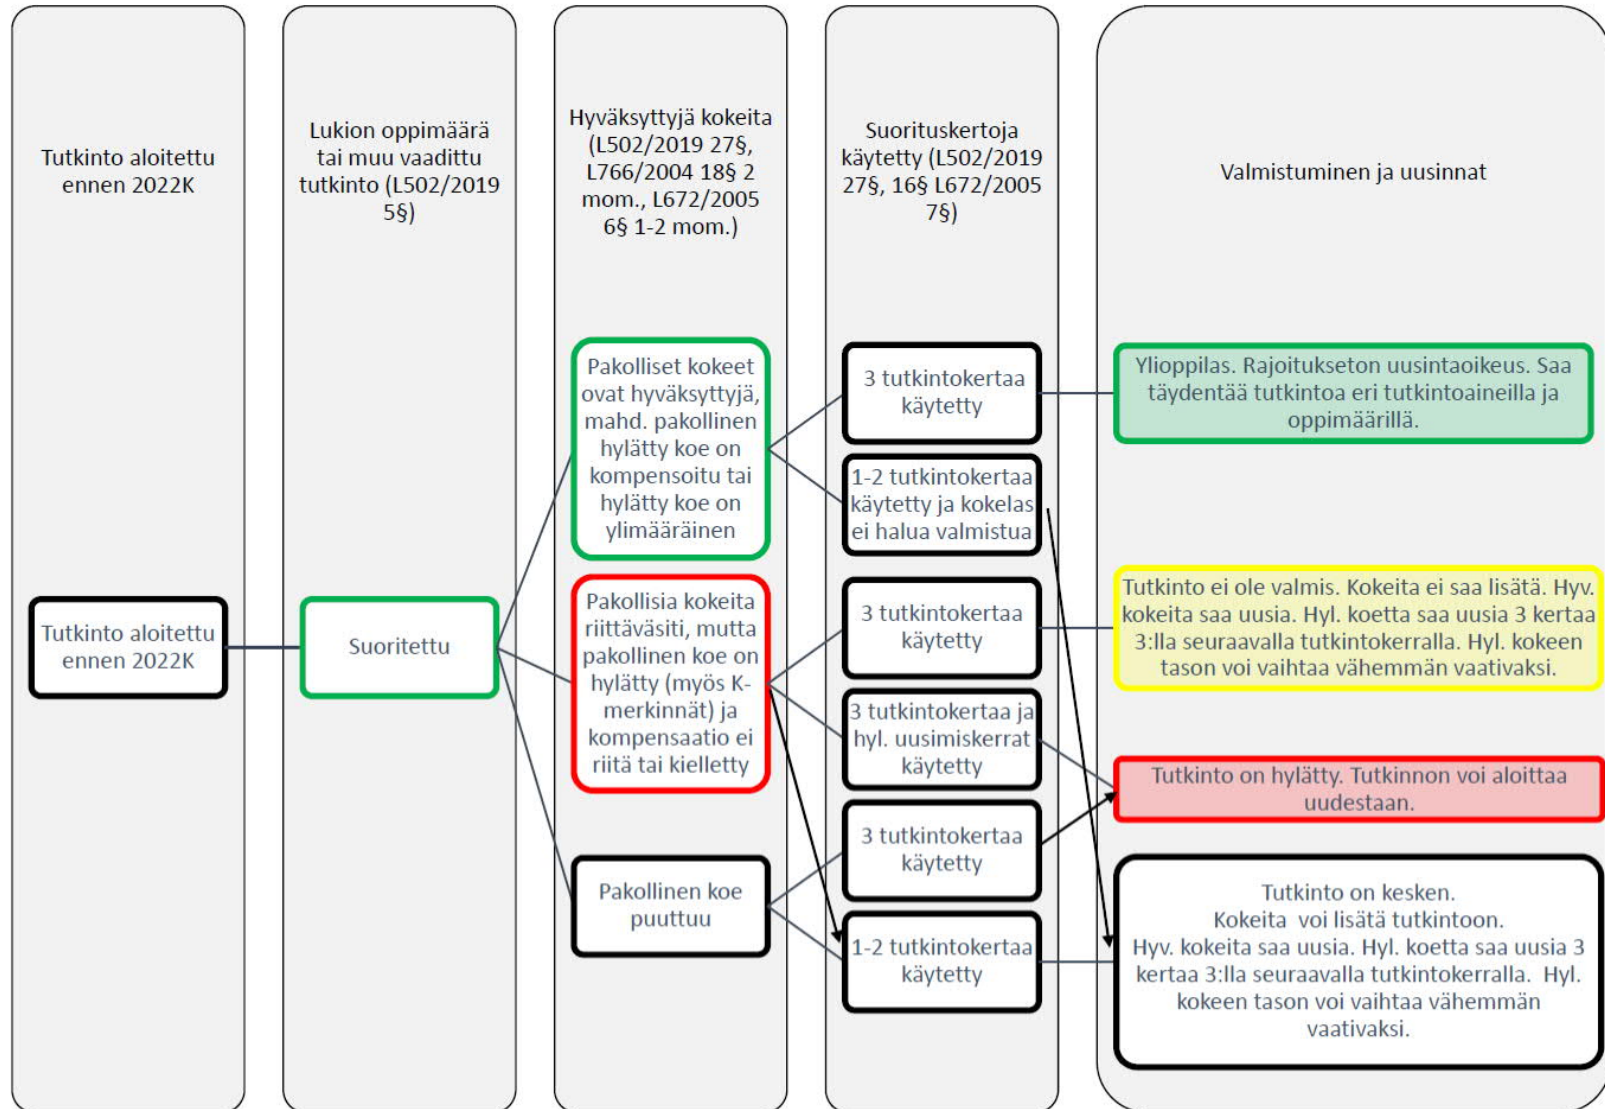 Tutkinto aloitettu
ennen 2022K
Lukion oppimäärä
tai muu vaadittu
tutkinto (L502/2019
5§)
Hyväksyttyjä kokeita
(L502/2019 27§,
L766/2004 18§ 2
mom., L672/2005
6§ 1-2 mom.)
Suorituskertoja
käytetty (L502/2019
27§, 16§ L672/2005
7§)
Valmistuminen ja uusinnat
Tutkinto aloitettu
ennen 2022K
Suoritettu
Pakolliset kokeet
ovat hyväksyttyjä,
mahd. pakollinen
hylätty koe on
kompensoitu tai
hylätty koe on
ylimääräinen
Pakollisia kokeita
riittäväsiti, mutta
pakollinen koe on
hylätty (myös K-
merkinnät) ja
kompensaatio ei
riitä tai kielletty
Pakollinen koe
puuttuu
3 tutkintokertaa
käytetty
1-2 tutkintokertaa
käytetty ja kokelas
ei halua valmistua
3 tutkintokertaa
käytetty
3 tutkintokertaa ja
hyl. uusimiskerrat
käytetty
3 tutkintokertaa
käytetty
1-2 tutkintokertaa
käytetty
Ylioppilas. Rajoitukseton uusintaoikeus. Saa
täydentää tutkintoa eri tutkintoaineilla ja
oppimäärillä.
Tutkinto ei ole valmis. Kokeita ei saa lisätä. Hyv.
kokeita saa uusia. Hyl. koetta saa uusia 3 kertaa
3:lla seuraavalla tutkintokerralla. Hyl. kokeen
tason voi vaihtaa vähemmän vaativaksi.
Tutkinto on hylätty. Tutkinnon voi aloittaa
uudestaan.
Tutkinto on kesken.
Kokeita  voi lisätä tutkintoon.
Hyv. kokeita saa uusia. Hyl. koetta saa uusia 3
kertaa 3:lla seuraavalla tutkintokerralla.  Hyl.
kokeen tason voi vaihtaa vähemmän
vaativaksi.